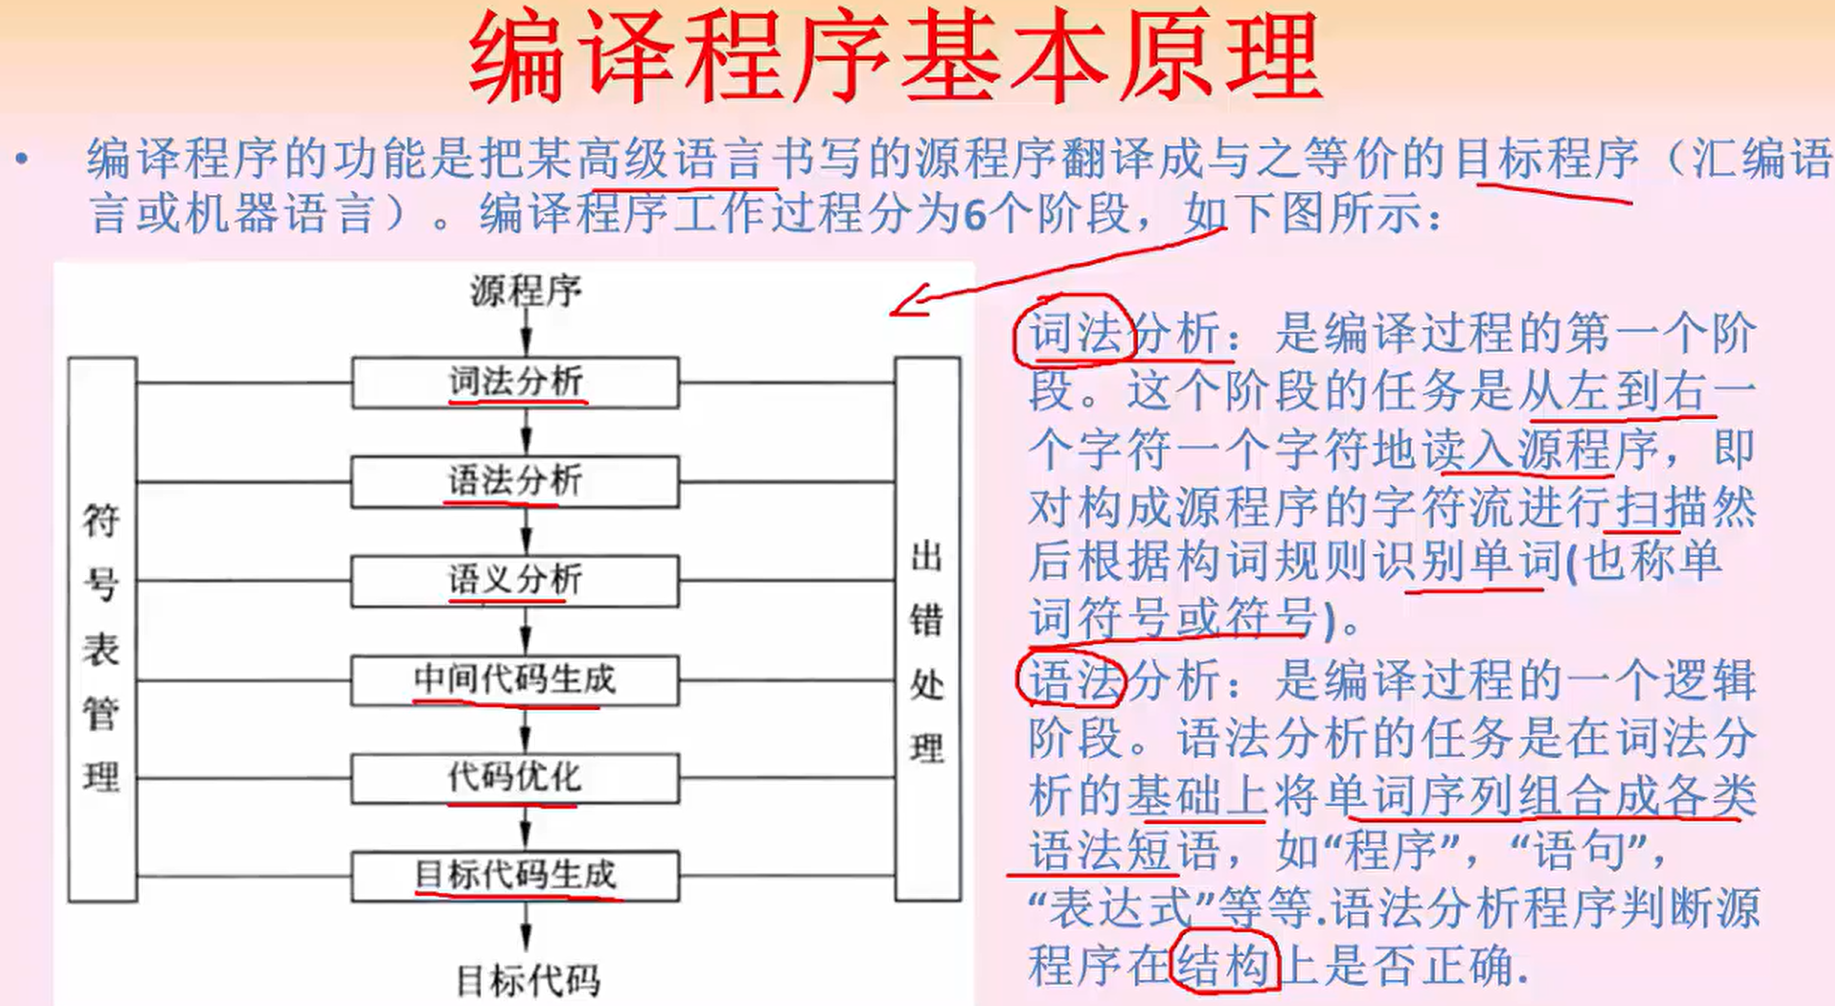 编译程序基本原理
• 编译程序的功能是把某高级语言书写的源程序翻译成与之等价的目标程序（汇编语
言或机器语言）。编译程序工作过程分为6个阶段，如下图所示：
源程序
词法分析
语法分析
语义分析
中间代码生成
代码优化
目标代码生成
目标代码
符号表管理
出错处理
词法分析：是编译过程的第一个阶
段。这个阶段的任务是从左到右一
个字符一个字符地读入源程序，即
对构成源程序的字符流进行扫描然
后根据构词规则识别单词(也称单
词符号或符号)。
语法分析：是编译过程的一个逻辑
阶段。语法分析的任务是在词法分
析的基础上将单词序列组合成各类
语法短语，如“程序”，“语句”，
“表达式”等等.语法分析程序判断源
程序在结构上是否正确.